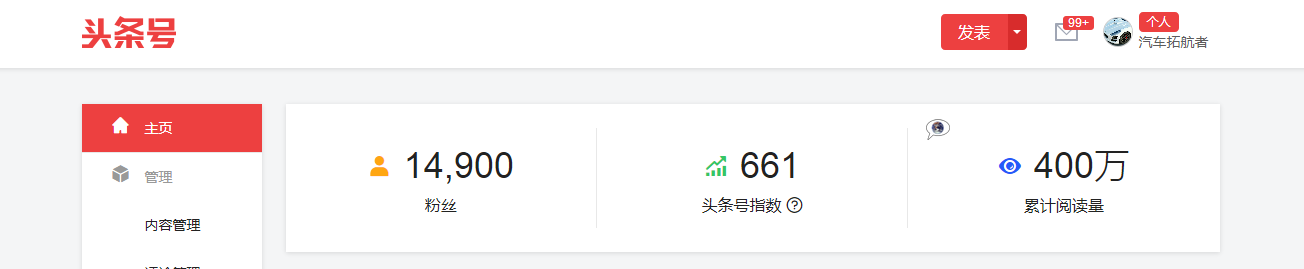 头条号
发表
99+
个人
汽车拓航者
主页
管理
内容管理
14,900
粉丝
661
头条号指数
400万
累计阅读量